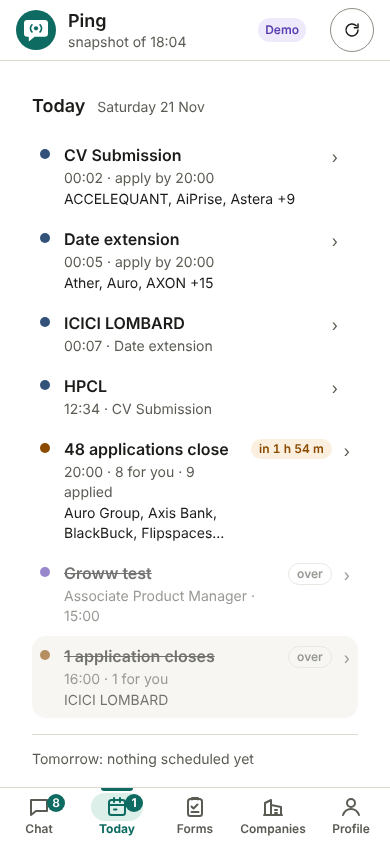 Ping
snapshot of 18:04
Demo
Today Saturday 21 Nov
CV Submission
00:02 · apply by 20:00
ACCELEQUANT, AiPrise, Astera +9
Date extension
00:05 · apply by 20:00
Ather, Auro, AXON +15
ICICI LOMBARD
00:07 · Date extension
HPCL
12:34 · CV Submission
48 applications close in 1 h 54 m
20:00 · 8 for you · 9
applied
Auro Group, Axis Bank,
BlackBuck, Flipspaces…
Groww test over
Associate Product Manager ·
15:00
1 application closes over
16:00 · 1 for you
ICICI LOMBARD
Tomorrow: nothing scheduled yet
8 1
Chat Today Forms Companies Profile